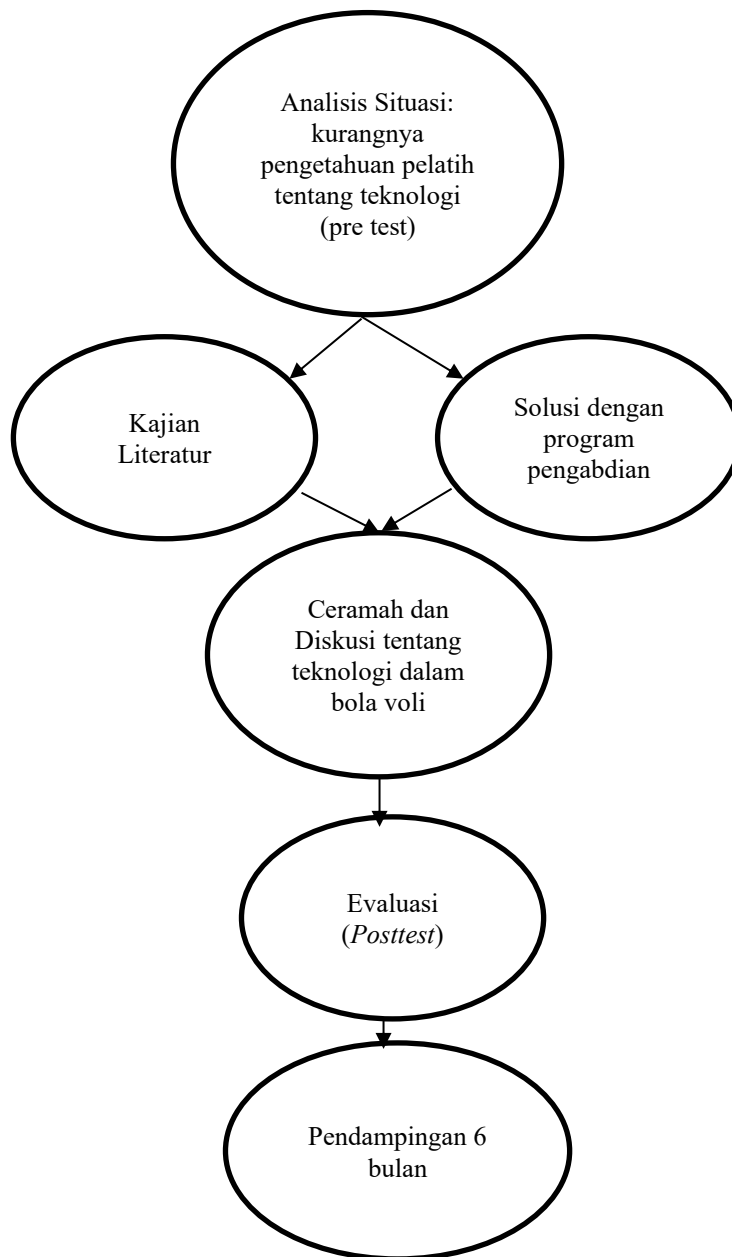 Analisis Situasi:
kurangnya
pengetahuan pelatih
tentang teknologi
(pre test)
Kajian
Literatur
Solusi dengan
program
pengabdian
Ceramah dan
Diskusi tentang
teknologi dalam
bola voli
Evaluasi
(Posttest)
Pendampingan 6
bulan